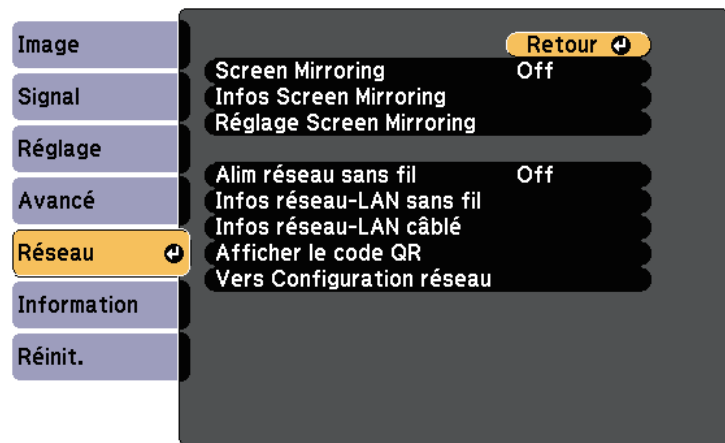 Image
Signal
Réglage
Avancé
Réseau
Information
Réinit.
Retour
Screen Mirroring Off
Infos Screen Mirroring
Réglage Screen Mirroring
Alim réseau sans fil Off
Infos réseau-LAN sans fil
Infos réseau-LAN câblé
Afficher le code QR
Vers Configuration réseau